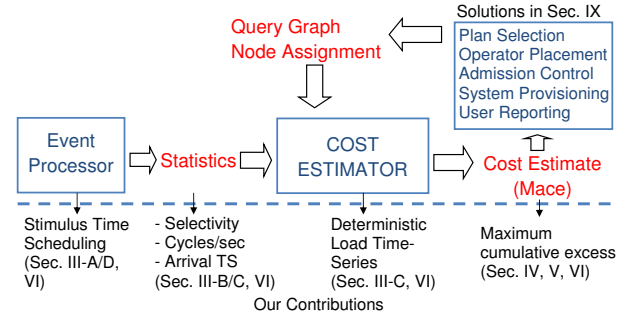 Solutions in Sec. IX
Query Graph
Node Assignment
Plan Selection
Operator Placement
Admission Control
System Provisioning
User Reporting
Event
Processor
Statistics
COST
ESTIMATOR
Cost Estimate
(Mace)
Stimulus Time
Scheduling
(Sec. III-A/D,
VI)
- Selectivity
- Cycles/sec
- Arrival TS
(Sec. III-B/C, VI)
Deterministic
Load Time-
Series
(Sec. III-C, VI)
Maximum
cumulative excess
(Sec. IV, V, VI)
Our Contributions